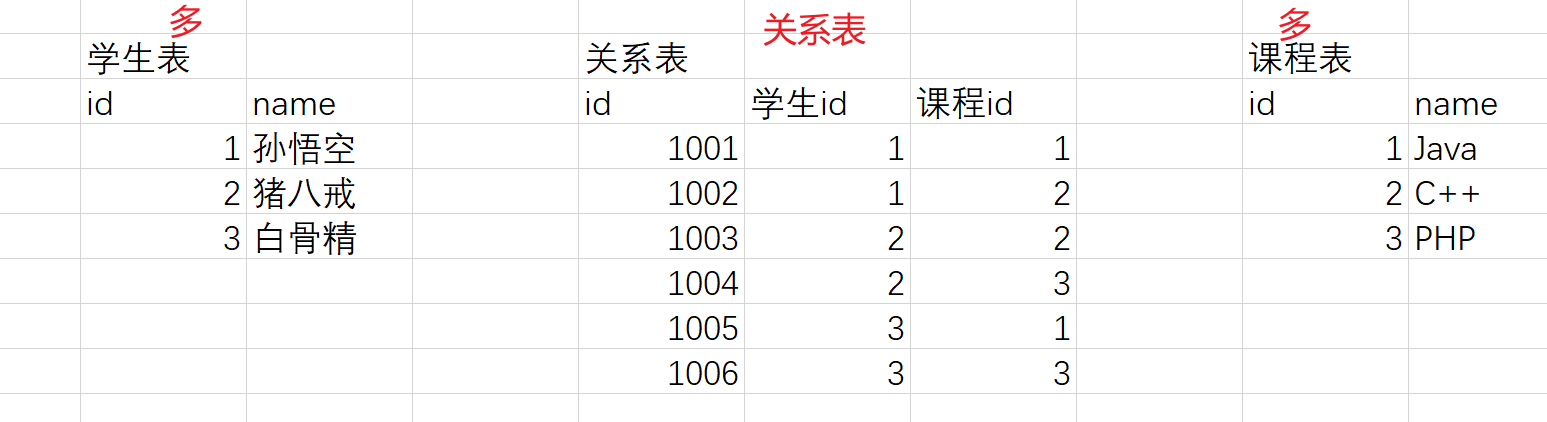 多 关系表 多
学生表 关系表 课程表
id name id 学生id 课程id id name
1 孙悟空 1001 1 1 1 Java
2 猪八戒 1002 1 2 2 C++
3 白骨精 1003 2 2 3 PHP
1004 2 3
1005 3 1
1006 3 3